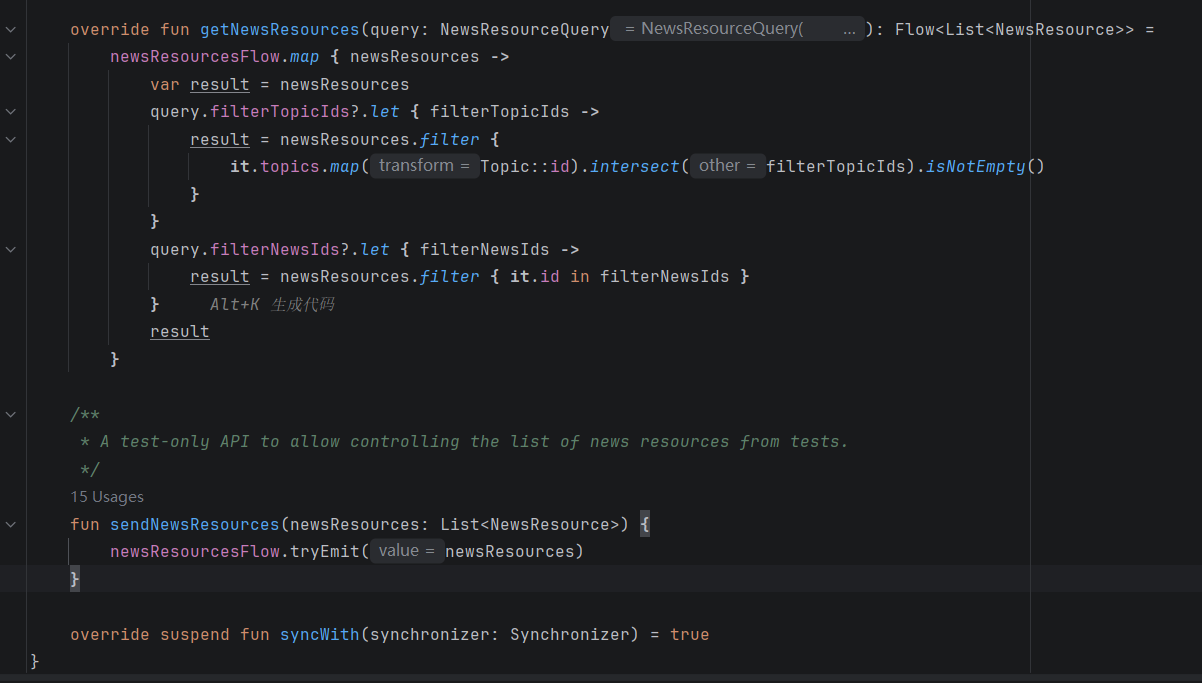 override fun getNewsResources(query: NewsResourceQuery = NewsResourceQuery( ...): Flow<List<NewsResource>> =
newsResourcesFlow.map { newsResources ->
var result = newsResources
query.filterTopicIds?.let { filterTopicIds ->
result = newsResources.filter {
it.topics.map( transform = Topic::id).intersect( other = filterTopicIds).isNotEmpty()
}
}
query.filterNewsIds?.let { filterNewsIds ->
result = newsResources.filter { it.id in filterNewsIds }
} Alt+K 生成代码
result
}
/**
* A test-only API to allow controlling the list of news resources from tests.
*/
15 Usages
fun sendNewsResources(newsResources: List<NewsResource>) {
newsResourcesFlow.tryEmit( value = newsResources)
}
override suspend fun syncWith(synchronizer: Synchronizer) = true
}